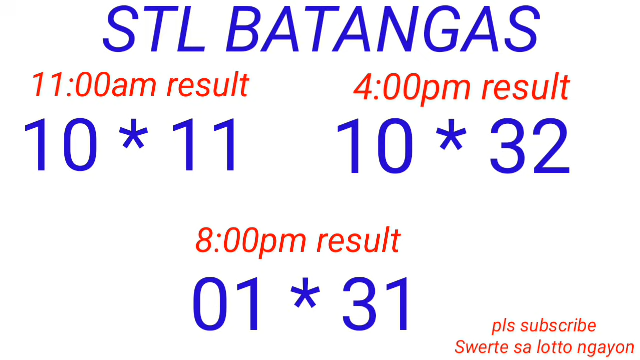 STL BATANGAS
11:00am result
10 * 11
4:00pm result
10 * 32
8:00pm result
01 * 31
pls subscribe
Swerte sa lotto ngayon